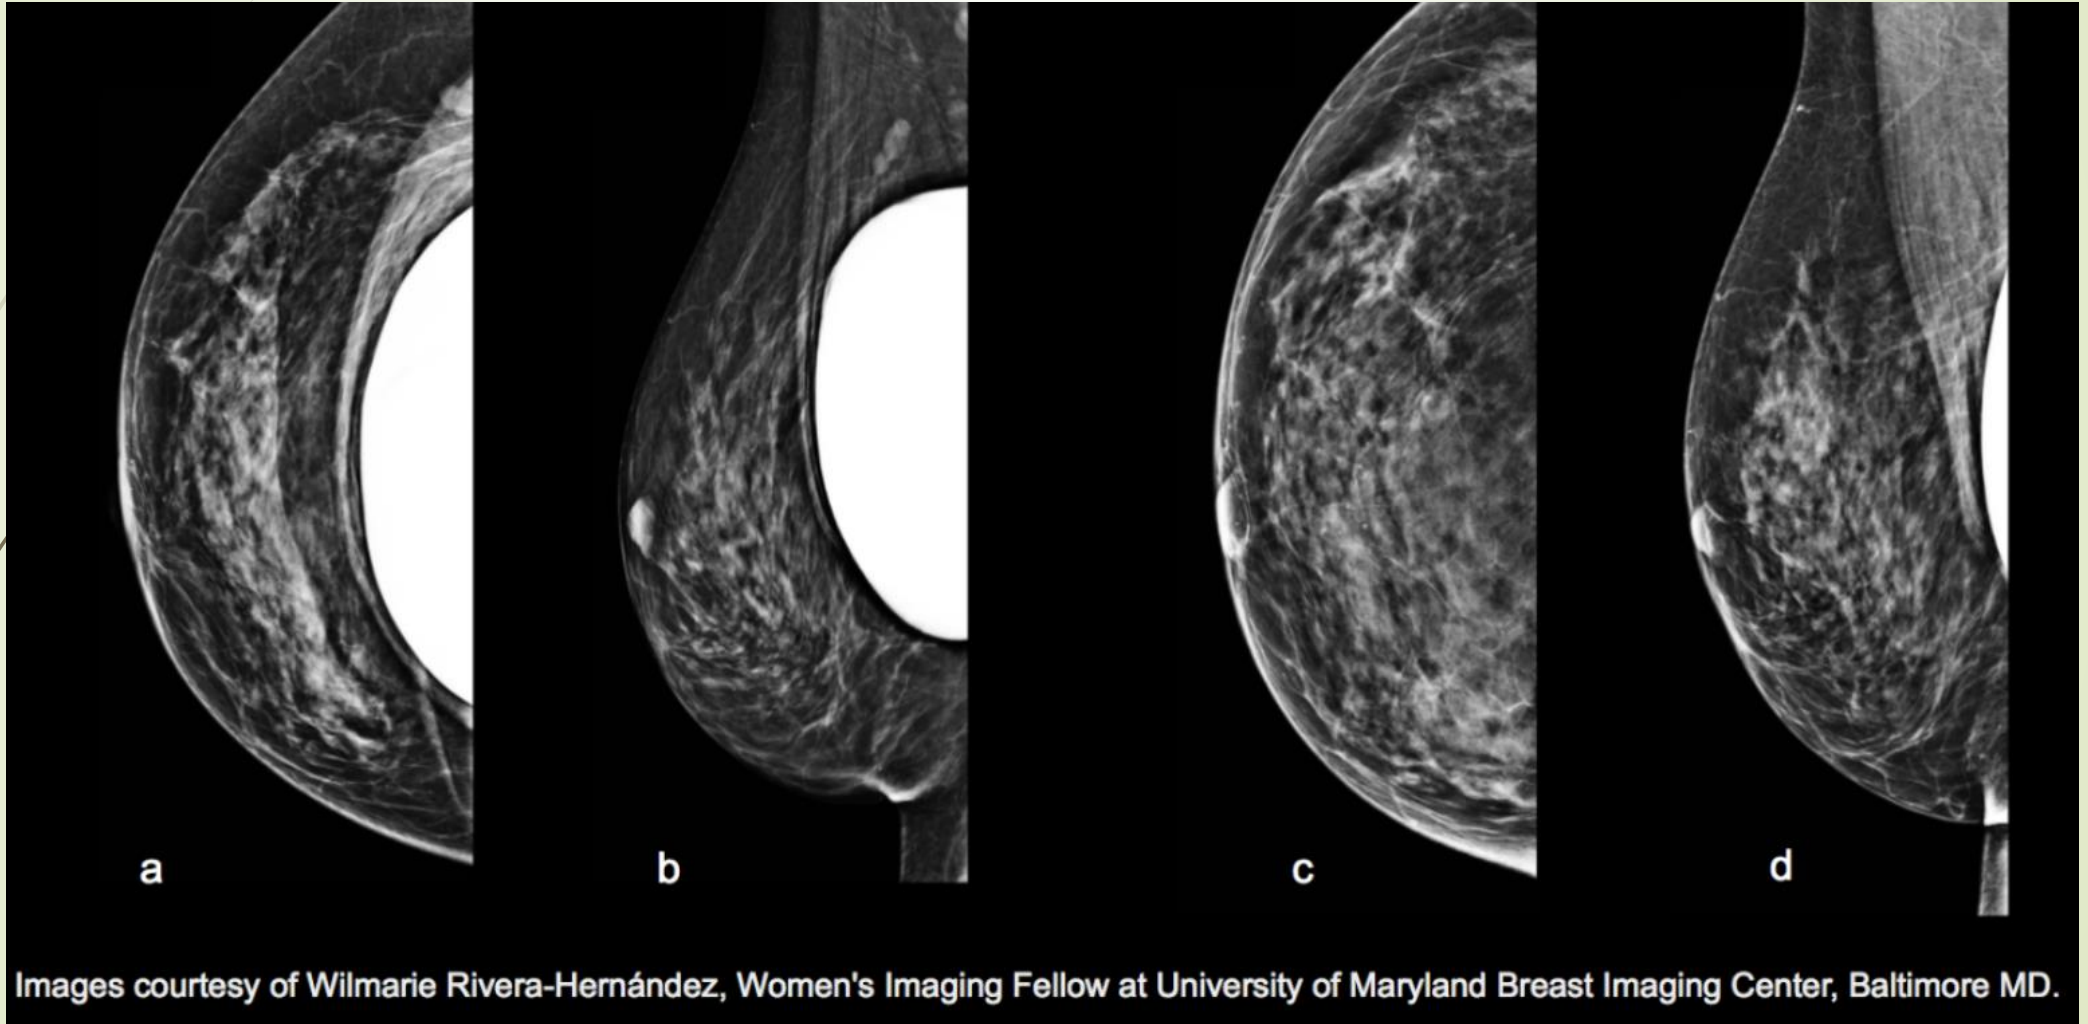 a
b
c
d
Images courtesy of Wilmarie Rivera-Hernández, Women's Imaging Fellow at University of Maryland Breast Imaging Center, Baltimore MD.